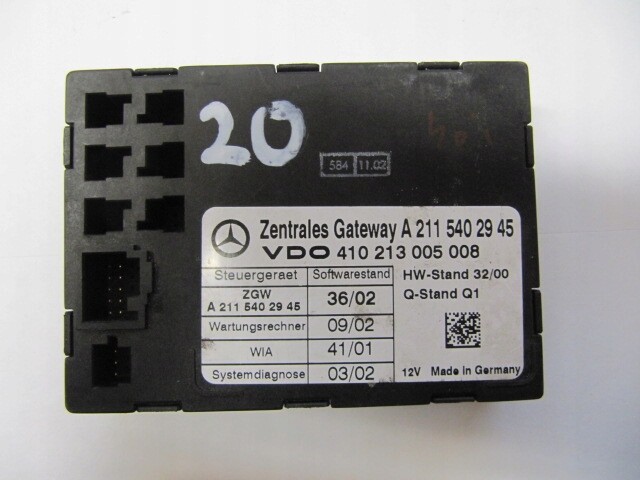 20
584 11.02
Zentrales Gateway A 211 540 29 45
VDO 410 213 005 008
Steuergeraet Softwarestand
HW-Stand 32/00
ZGW
A 211 540 29 45 36/02
Q-Stand Q1
Wartungsrechner 09/02
WIA 41/01
Systemdiagnose 03/02
12V Made in Germany